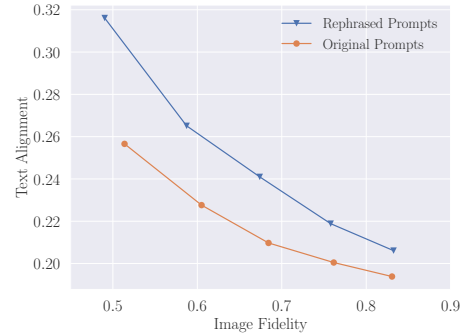 Rephrased Prompts
Original Prompts
Text Alignment
0.32
0.30
0.28
0.26
0.24
0.22
0.20
0.5 0.6 0.7 0.8 0.9
Image Fidelity